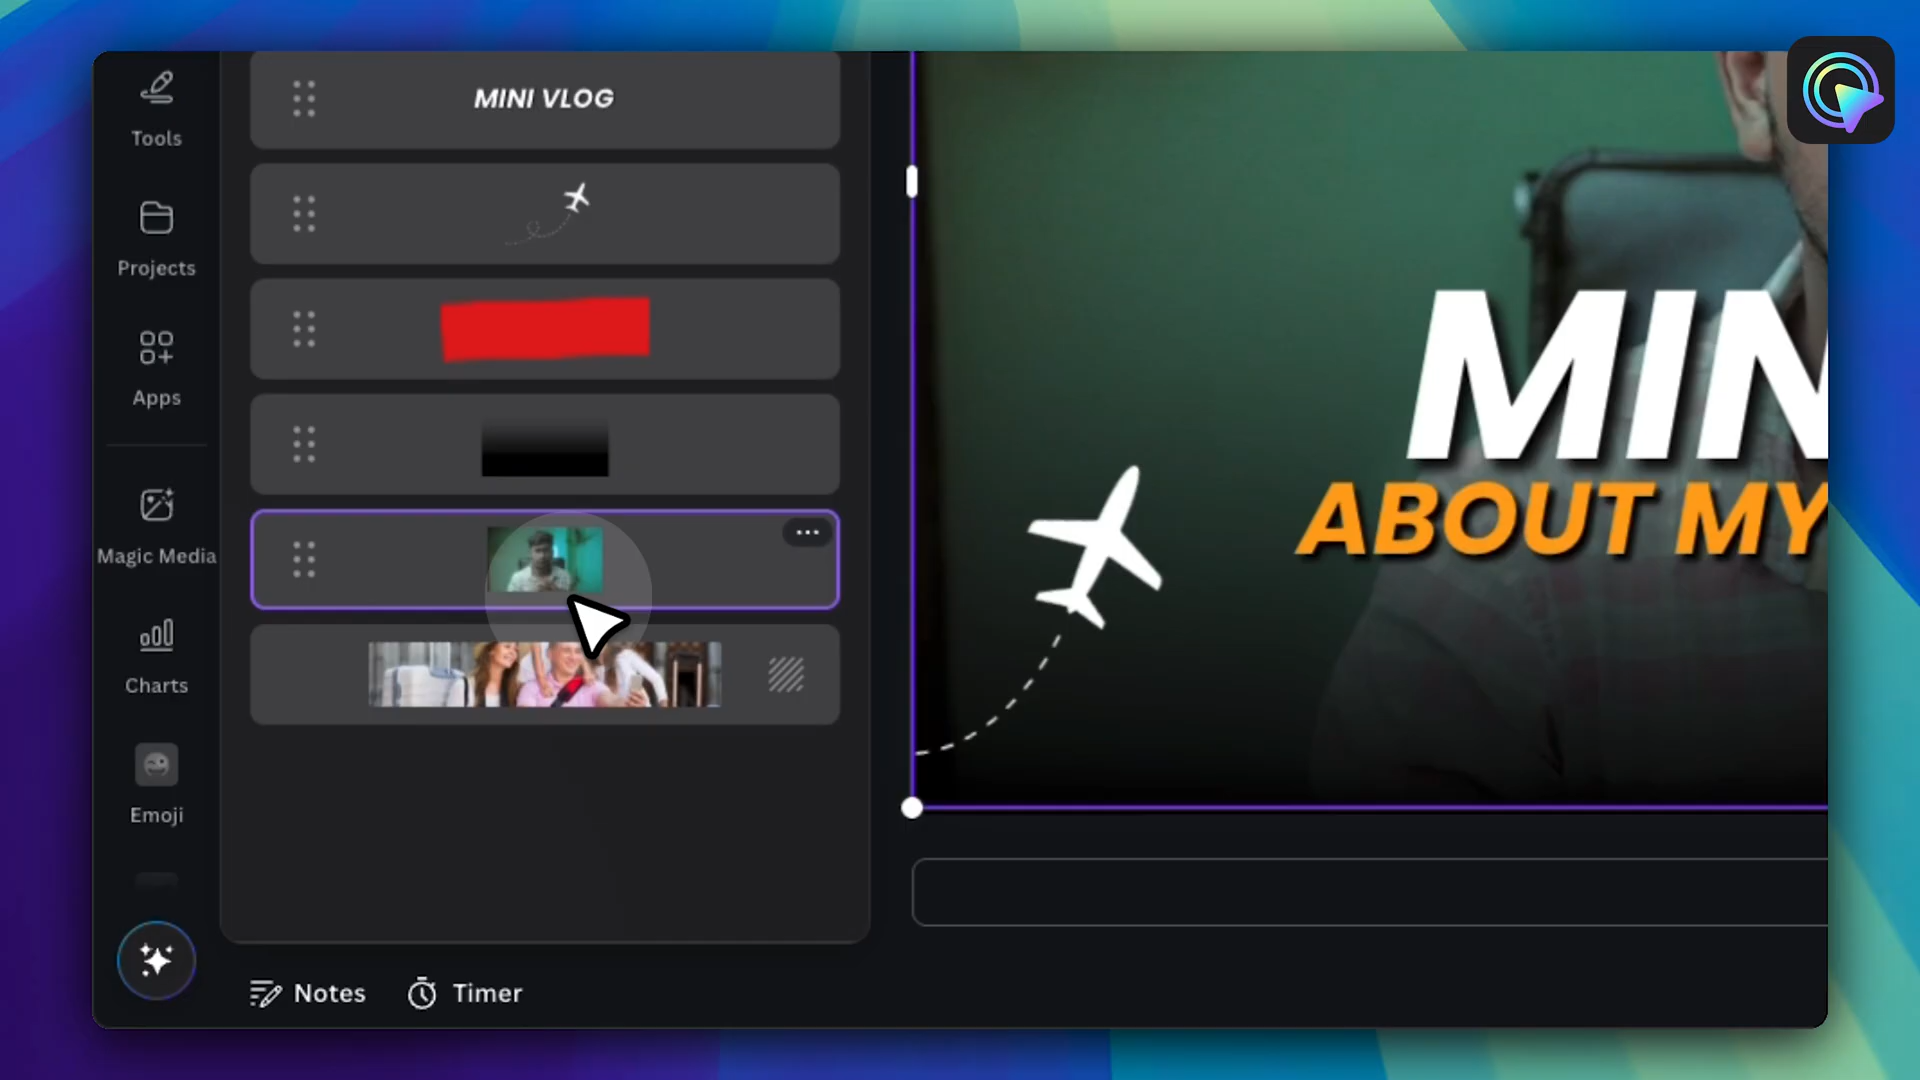 Tools
Projects
Apps
Magic Media
Charts
Emoji
MINI VLOG
MIN
ABOUT MY
Notes
Timer